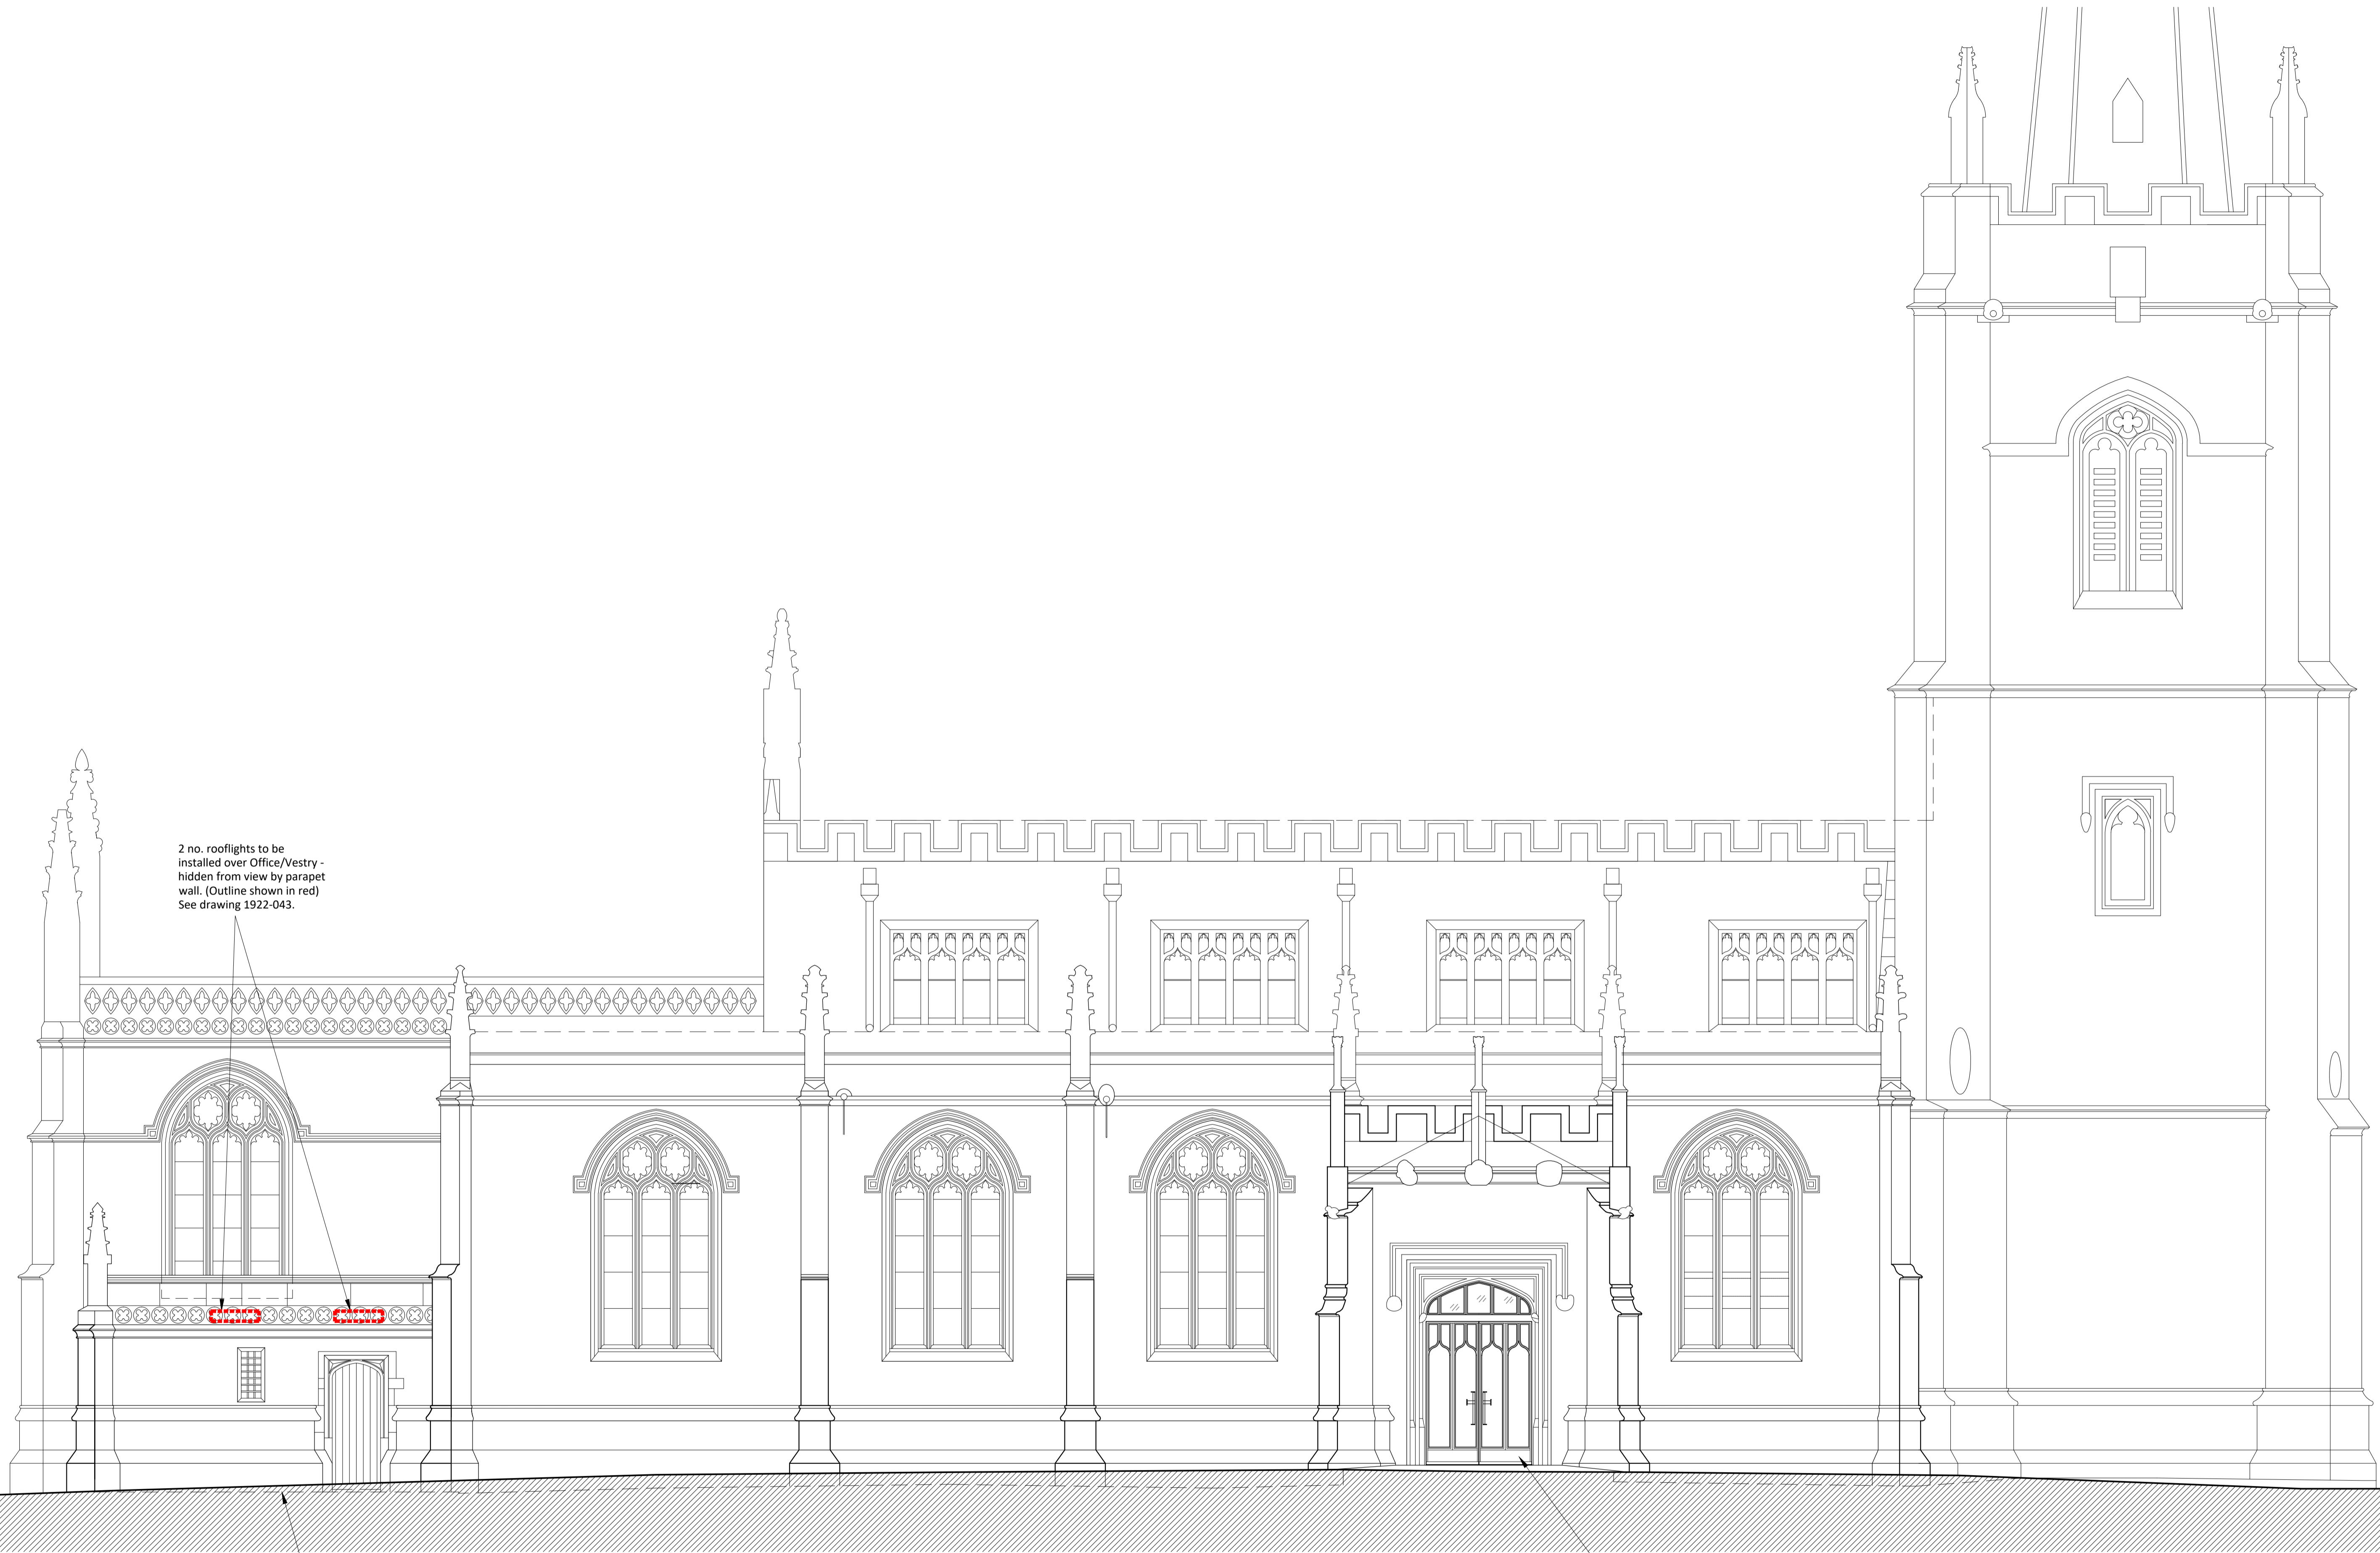 2 no. rooflights to be
installed over Office/Vestry -
hidden from view by parapet
wall. (Outline shown in red)
See drawing 1922-043.